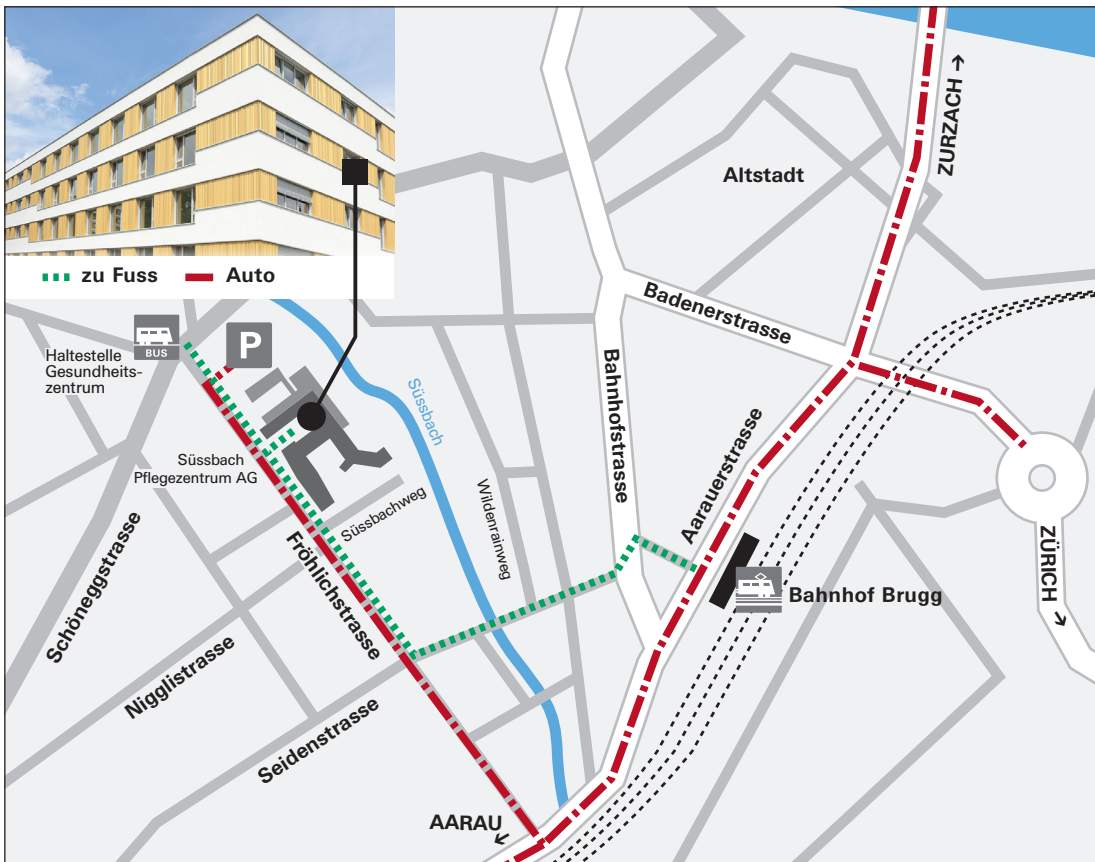 zu Fuss
Auto
BUS
P
Haltestelle
Gesundheits-
zentrum
Süssbach
Pflegezentrum AG
Süssbach
Süssbachweg
Wildenrainweg
Schöneggstrasse
Fröhlichstrasse
Nigglistrasse
Seidenstrasse
Bahnhofstrasse
Badenerstrasse
Aarauerstrasse
Altstadt
ZURZACH →
ZÜRICH →
Bahnhof Brugg
AARAU
←